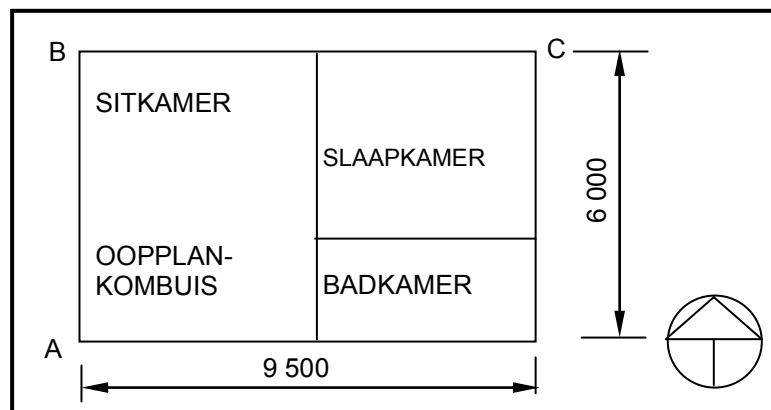 B
C
SITKAMER
SLAAPKAMER
6 000
OOPPLAN-
KOMBUIS
BADKAMER
A
9 500